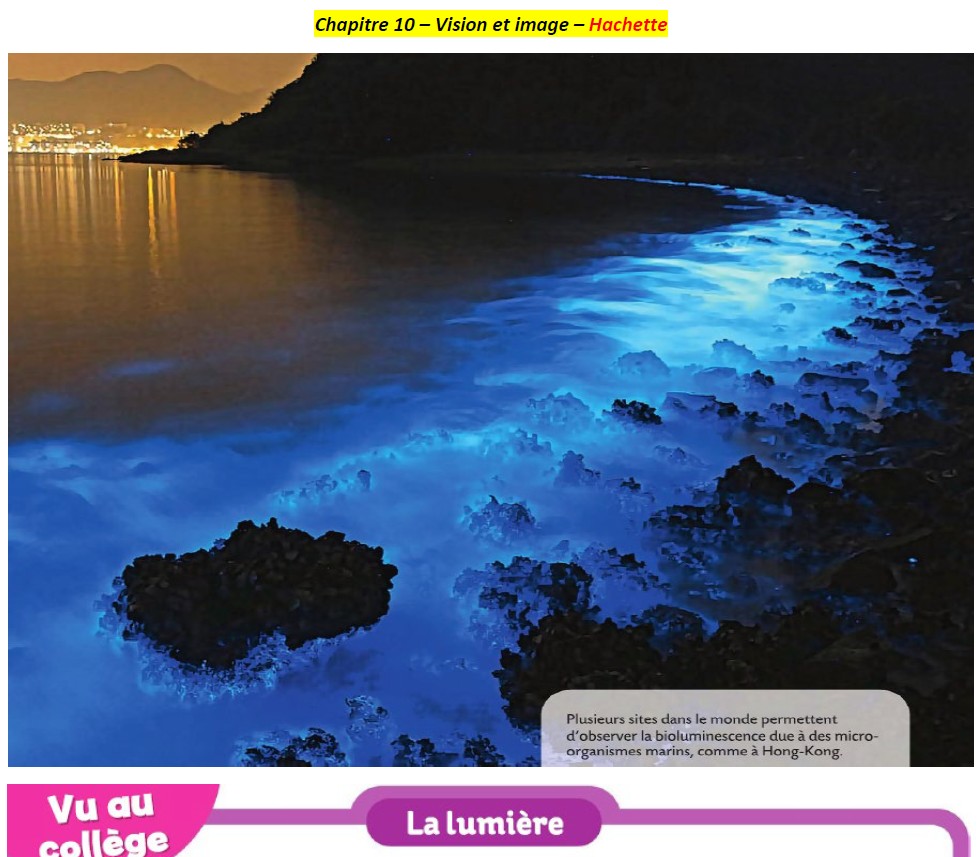 Chapitre 10 – Vision et image – Hachette
Plusieurs sites dans le monde permettent
d'observer la bioluminescence due à des micro-
organismes marins, comme à Hong-Kong.
Vu au
collège
La lumière